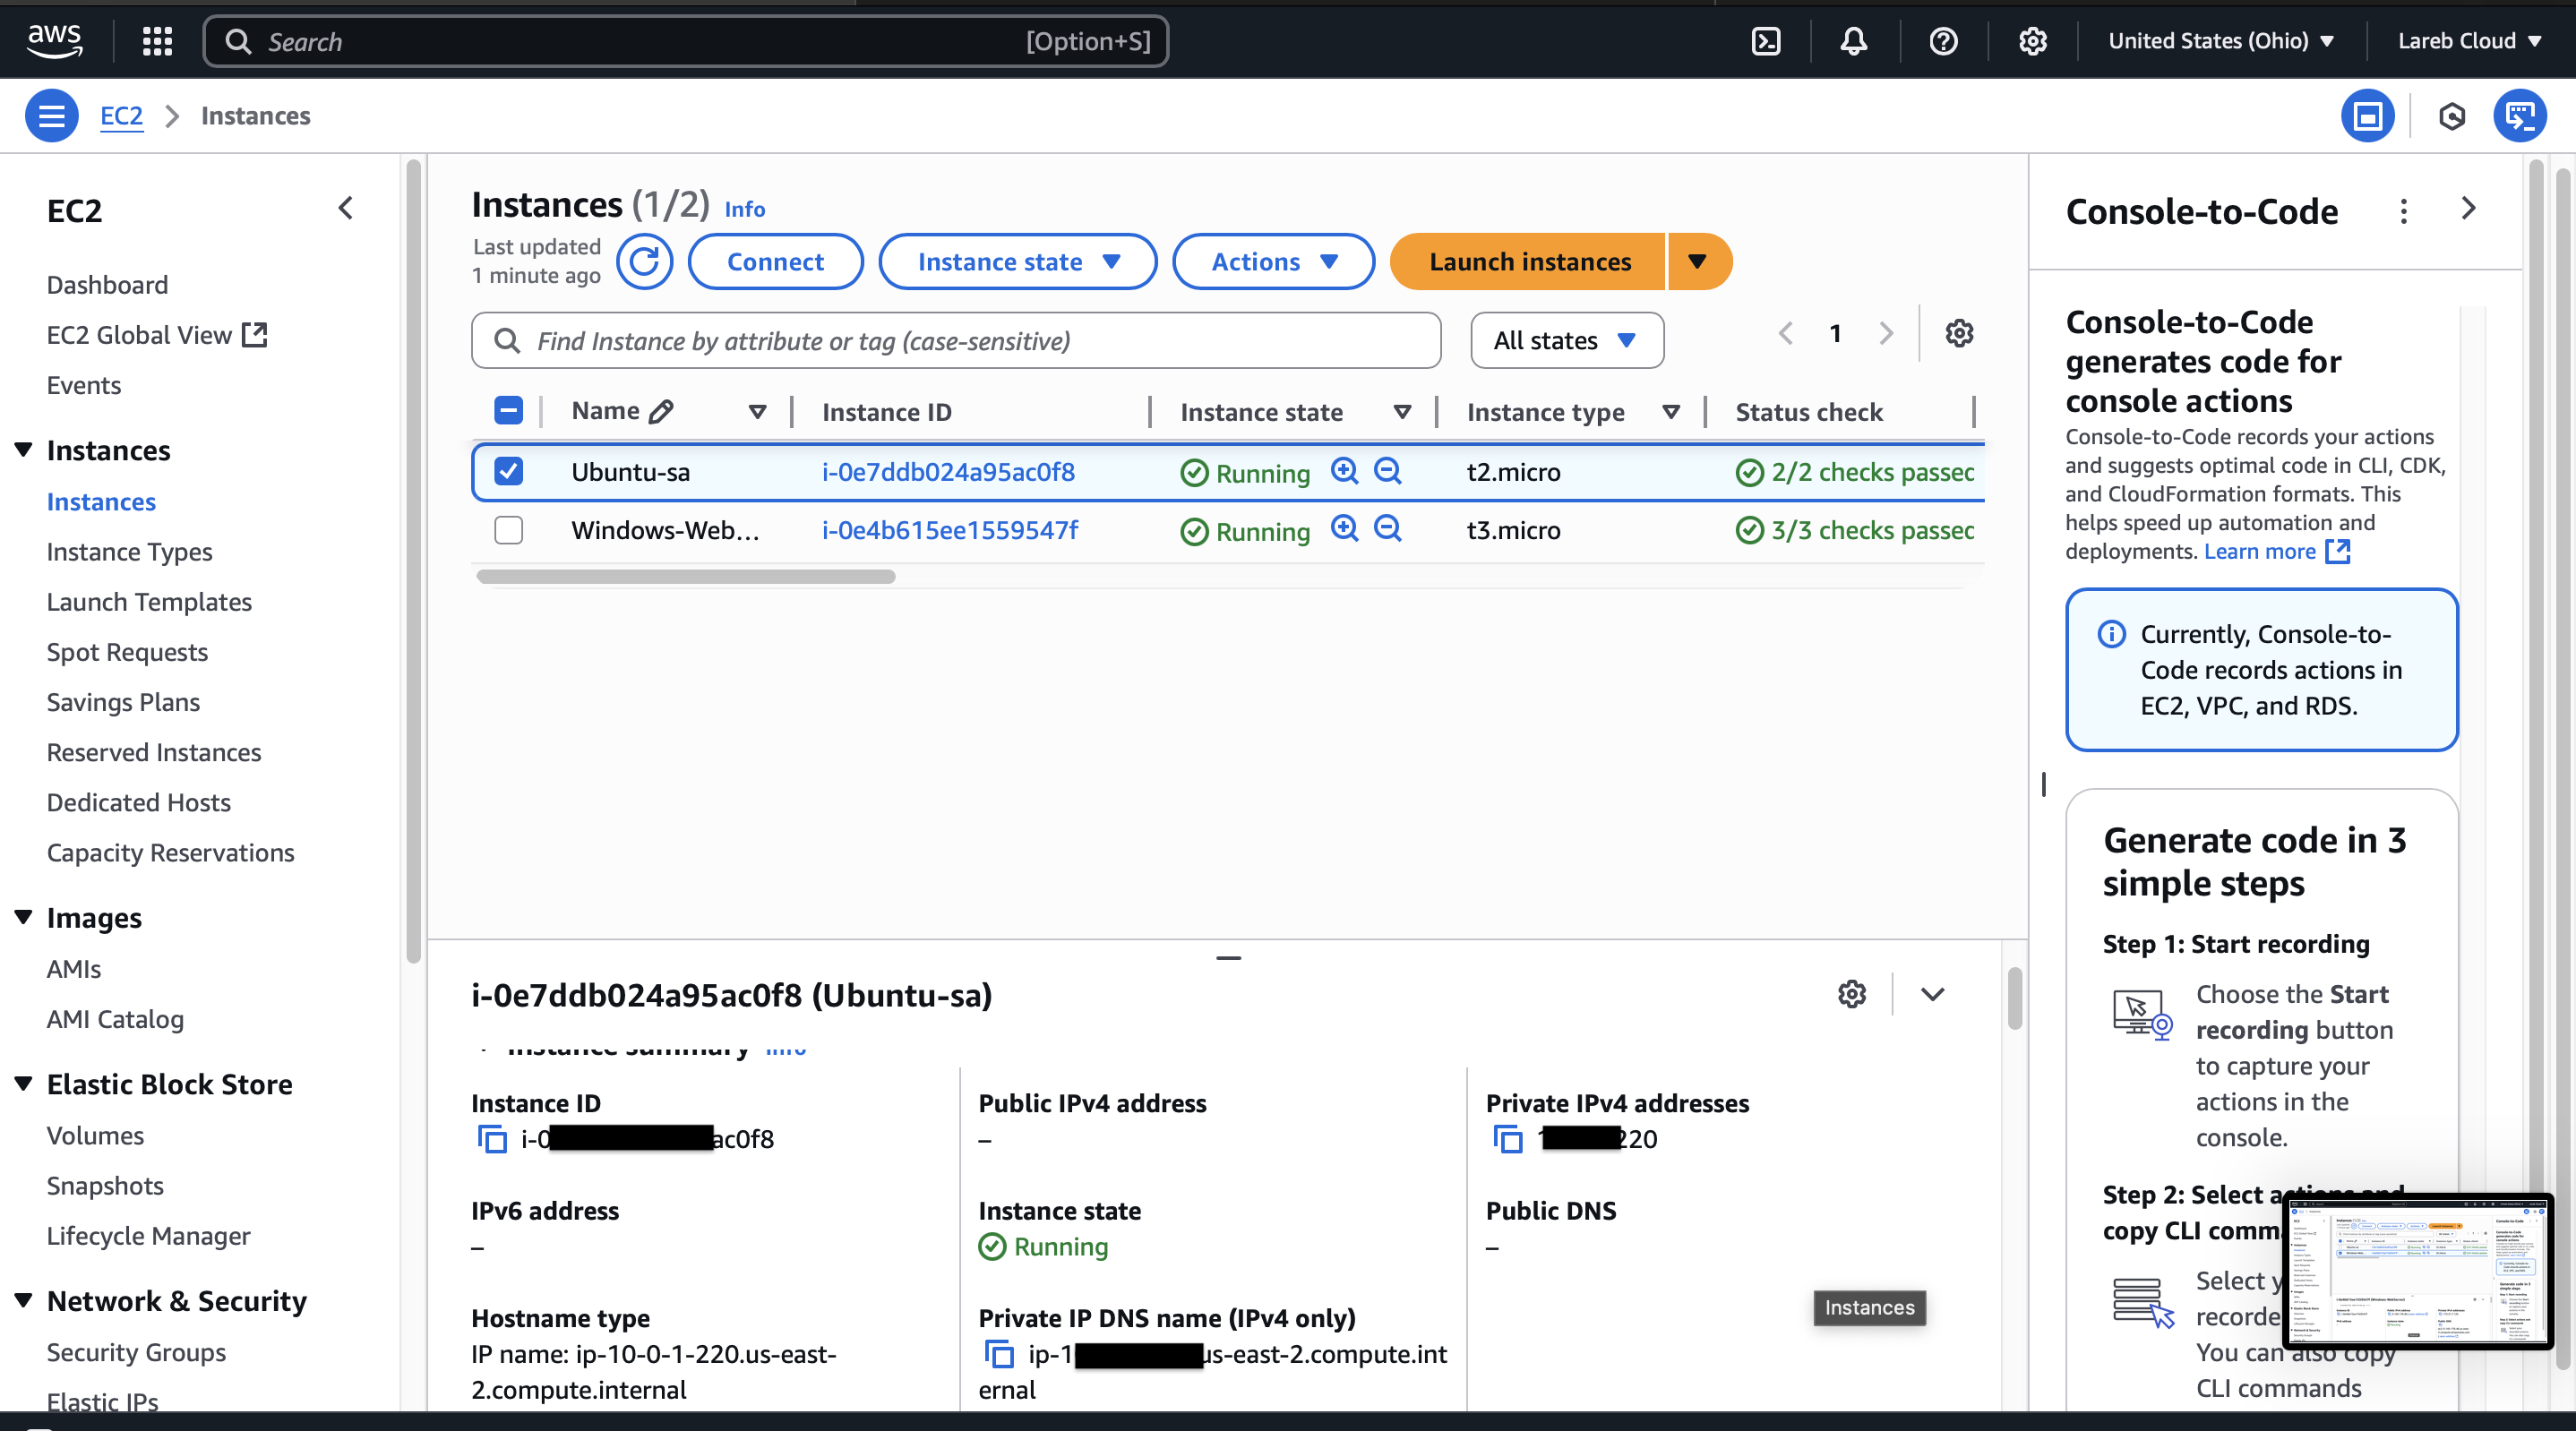 aws
Search
[Option+S]
United States (Ohio)
Lareb Cloud
EC2
Instances
EC2
Dashboard
EC2 Global View
Events
Instances
Instances
Instance Types
Launch Templates
Spot Requests
Savings Plans
Reserved Instances
Dedicated Hosts
Capacity Reservations
Images
AMIs
AMI Catalog
Elastic Block Store
Volumes
Snapshots
Lifecycle Manager
Network & Security
Security Groups
Elastic IPs
Instances (1/2) Info
Last updated
1 minute ago
Connect
Instance state
Actions
Launch instances
Find Instance by attribute or tag (case-sensitive)
All states
1
Name Instance ID Instance state Instance type Status check
Ubuntu-sa i-0e7ddb024a95ac0f8 Running t2.micro 2/2 checks passed
Windows-Web... i-0e4b615ee1559547f Running t3.micro 3/3 checks passed
i-0e7ddb024a95ac0f8 (Ubuntu-sa)
Instance summary Info
Instance ID
i-0 ac0f8
Public IPv4 address
–
Private IPv4 addresses
1 220
IPv6 address
–
Instance state
Running
Public DNS
–
Hostname type
IP name: ip-10-0-1-220.us-east-
2.compute.internal
Private IP DNS name (IPv4 only)
ip-1 us-east-2.compute.int
ernal
Instances
Console-to-Code
Console-to-Code
generates code for
console actions
Console-to-Code records your actions
and suggests optimal code in CLI, CDK,
and CloudFormation formats. This
helps speed up automation and
deployments. Learn more
Currently, Console-to-
Code records actions in
EC2, VPC, and RDS.
Generate code in 3
simple steps
Step 1: Start recording
Choose the Start
recording button
to capture your
actions in the
console.
Step 2: Select actions and
copy CLI comm
Select y
recorde
You can also copy
CLI commands